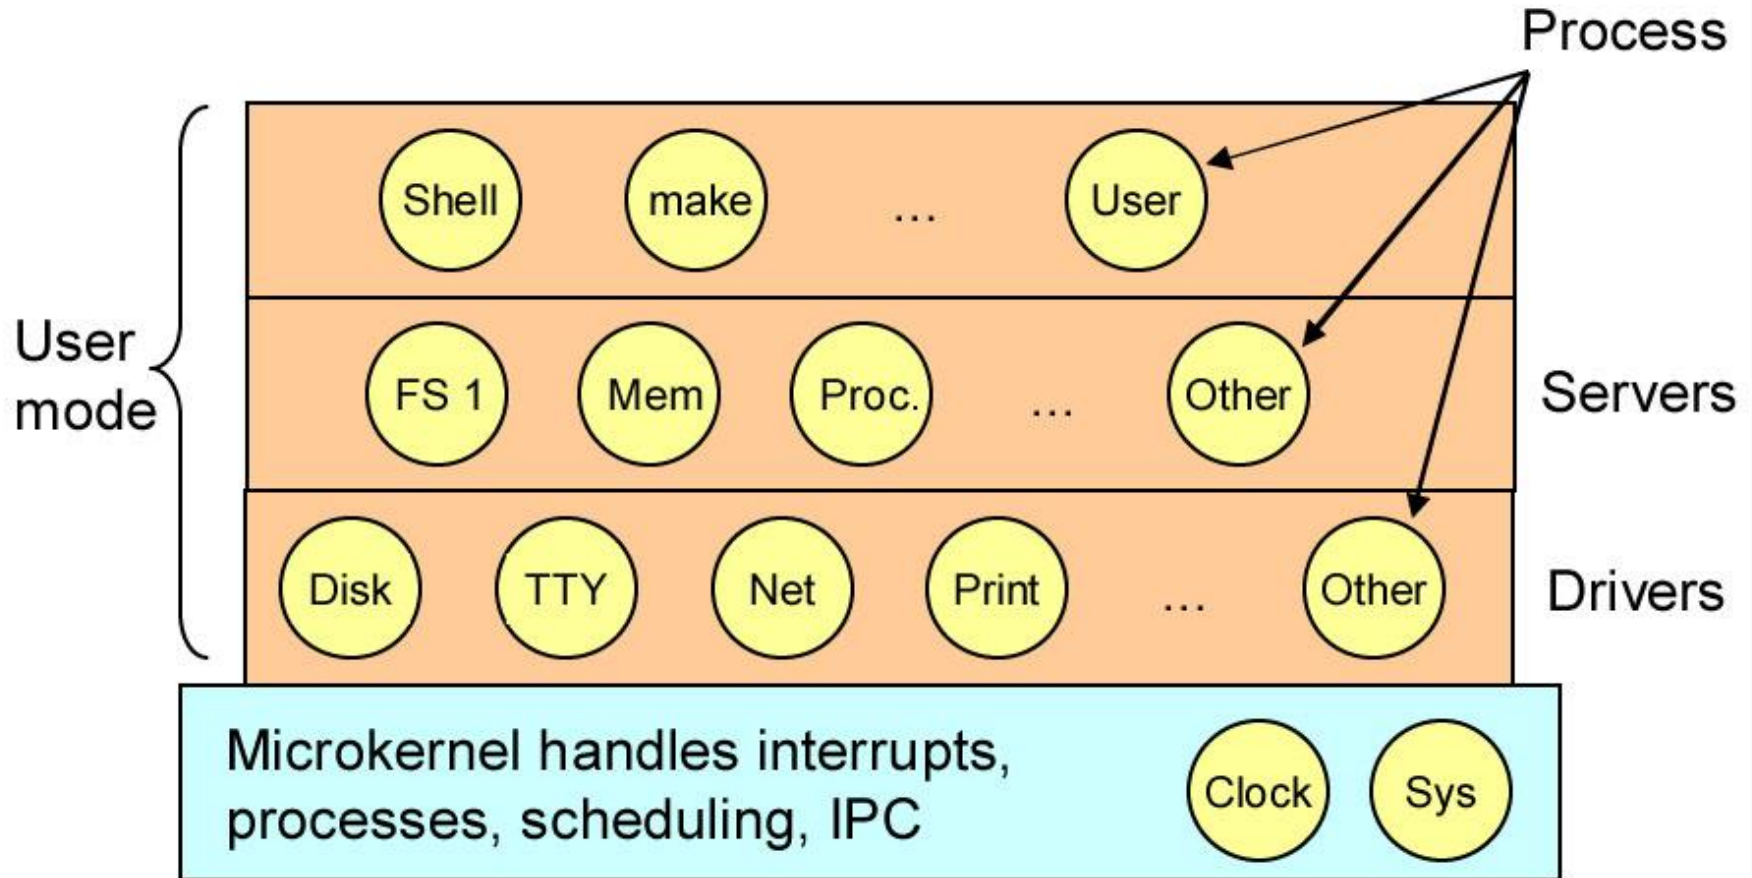 Process
Shell make ... User
User
mode
FS 1 Mem Proc. ... Other
Servers
Disk TTY Net Print ... Other
Drivers
Microkernel handles interrupts,
processes, scheduling, IPC
Clock Sys